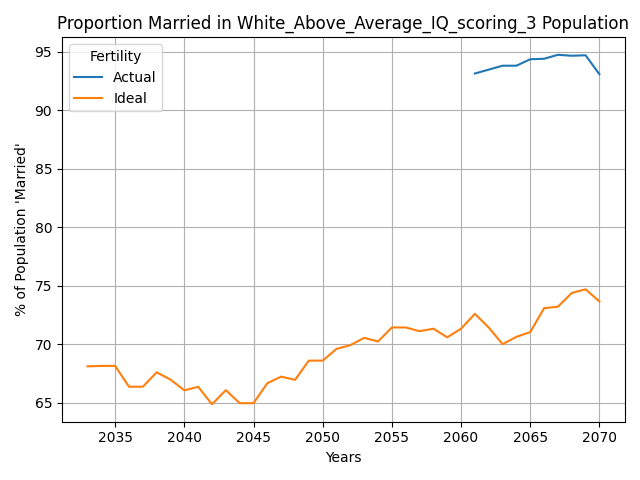 Proportion Married in White_Above_Average_IQ_scoring_3 Population
Fertility
Actual
Ideal
% of Population 'Married'
95
90
85
80
75
70
65
2035
2040
2045
2050
2055
2060
2065
2070
Years